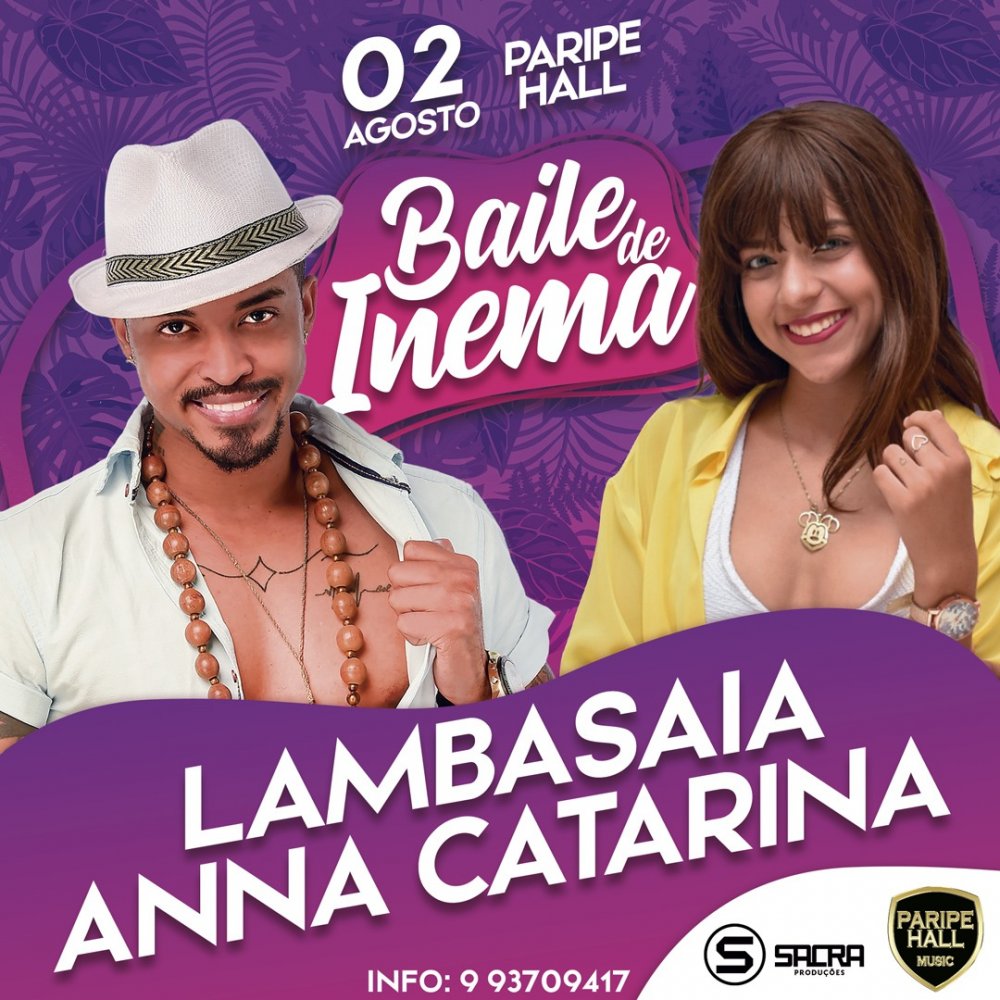 02
AGOSTO
PARIPE
HALL
Baile de
Inema
LAMBASAIA
ANNA CATARINA
INFO: 9 93709417
S
SACRA
PRODUÇÕES
PARIPE
HALL
MUSIC